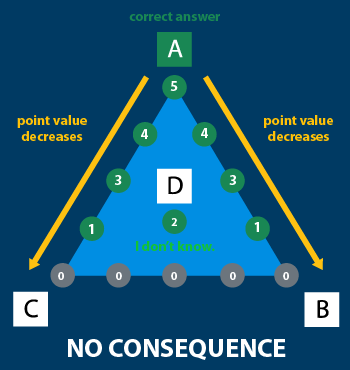 correct answer
A
5
point value
decreases
point value
decreases
4 4
3 3
D
1 2 1
I don't know.
0 0 0 0 0
C B
NO CONSEQUENCE